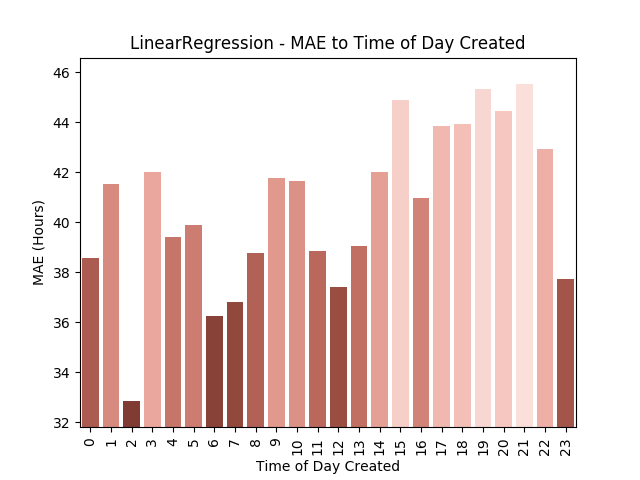 LinearRegression - MAE to Time of Day Created
46
44
42
40
38
36
34
32
MAE (Hours)
0 1 2 3 4 5 6 7 8 9 10 11 12 13 14 15 16 17 18 19 20 21 22 23
Time of Day Created